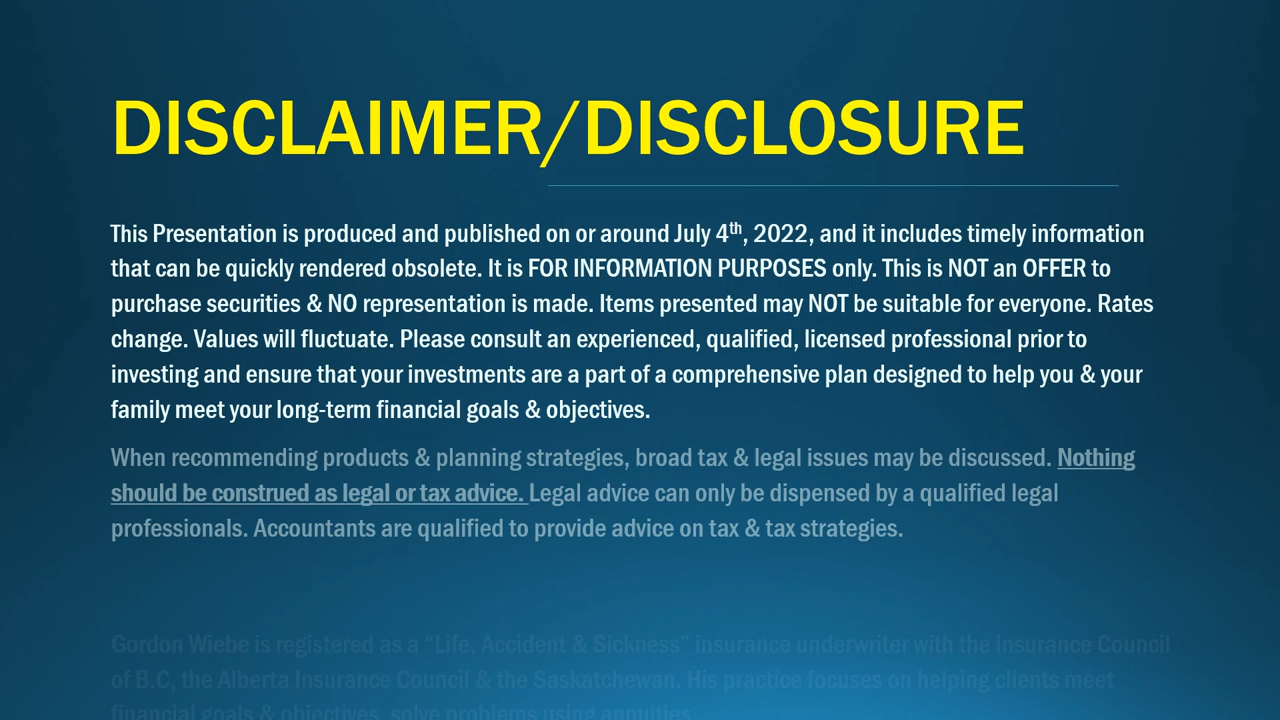 DISCLAIMER/DISCLOSURE
This Presentation is produced and published on or around July 4th, 2022, and it includes timely information
that can be quickly rendered obsolete. It is FOR INFORMATION PURPOSES only. This is NOT an OFFER to
purchase securities & NO representation is made. Items presented may NOT be suitable for everyone. Rates
change. Values will fluctuate. Please consult an experienced, qualified, licensed professional prior to
investing and ensure that your investments are a part of a comprehensive plan designed to help you & your
family meet your long-term financial goals & objectives.
When recommending products & planning strategies, broad tax & legal issues may be discussed. Nothing
should be construed as legal or tax advice. Legal advice can only be dispensed by a qualified legal
professionals. Accountants are qualified to provide advice on tax & tax strategies.
Gordon Wiebe is registered as a “Life, Accident & Sickness” insurance underwriter with the Insurance Council
of B.C, the Alberta Insurance Council & the Saskatchewan. His practice focuses on helping clients meet
financial goals & objectives, solve problems using annuities